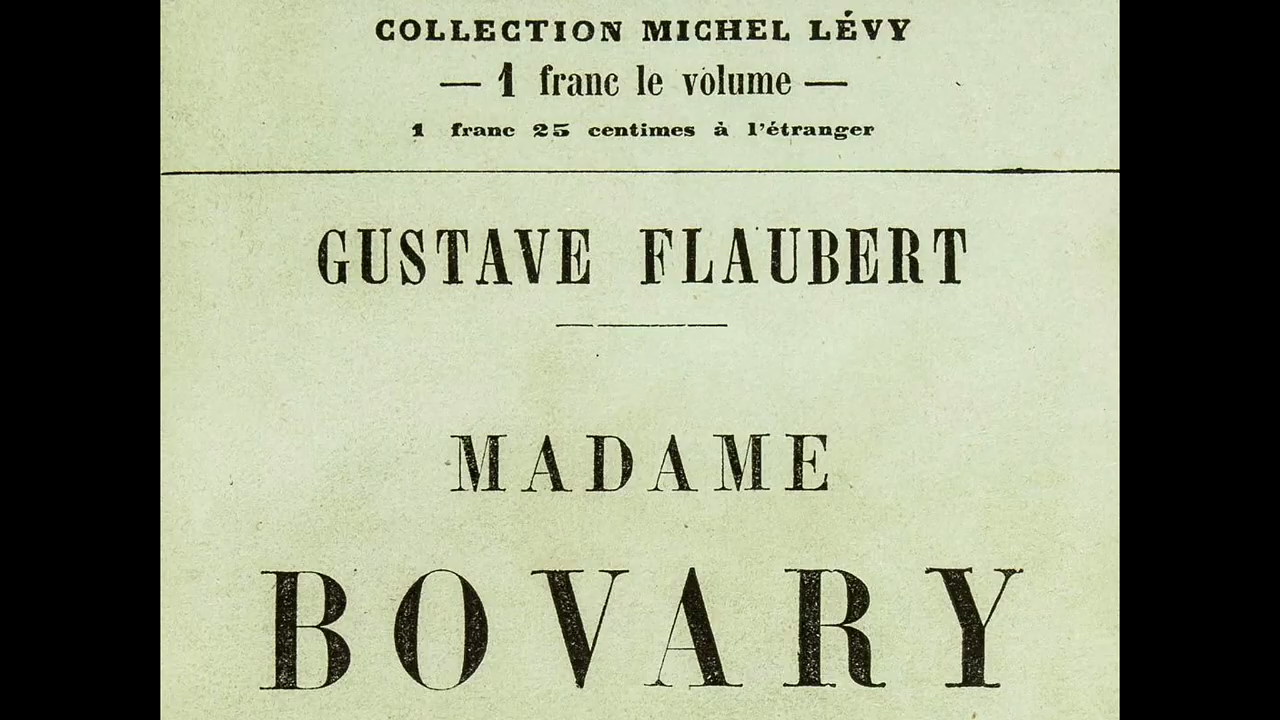 COLLECTION MICHEL LÉVY
— 1 franc le volume —
1 franc 25 centimes à l'étranger
GUSTAVE FLAUBERT
MADAME
BOVARY